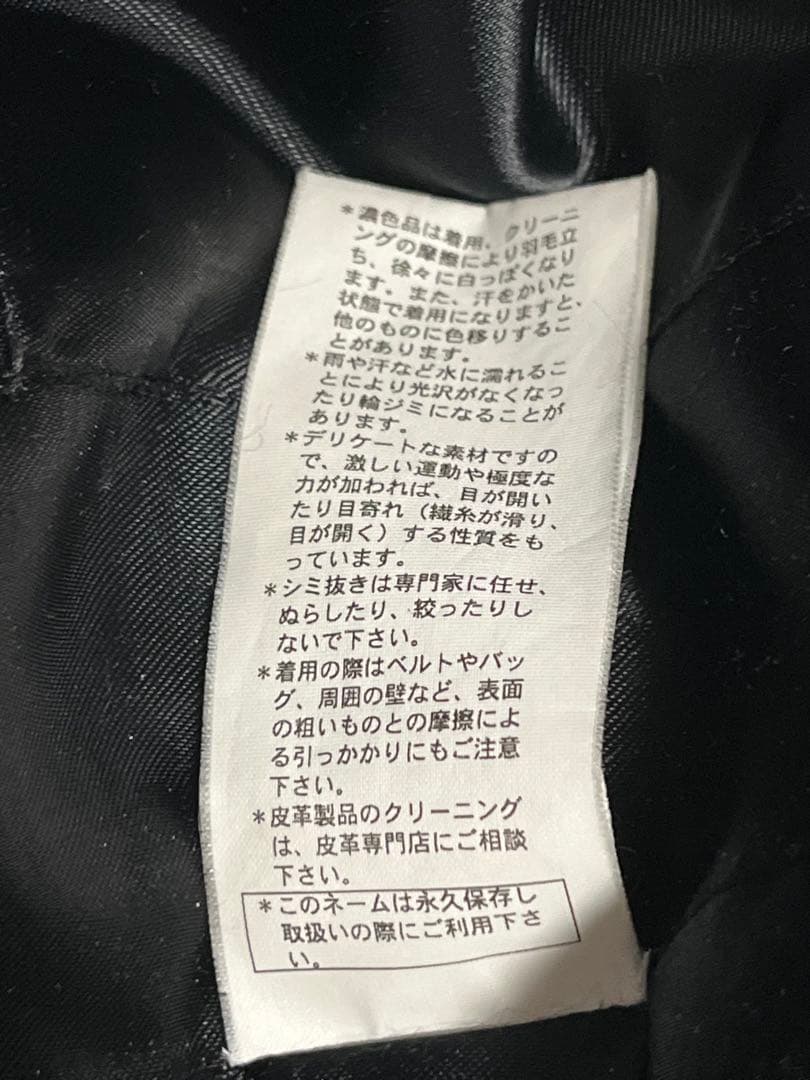 *濃色品は着用、クリーニ
ングの摩擦により羽毛立
ち、徐々に白っぽくなり
ます。また、汗をかいた
状態で着用になりますと、
他のものに色移りするこ
とがあります。
*雨や汗など水に濡れるこ
とにより光沢がなくなっ
たり輪ジミになることが
あります。
*デリケートな素材ですの
で、激しい運動や極度な
力が加われば、目が開い
たり目寄れ（織糸が滑り、
目が開く）する性質をも
っています。
*シミ抜きは専門家に任せ、
ぬらしたり、絞ったりし
ないで下さい。
*着用の際はベルトやバッ
グ、周囲の壁など、表面
の粗いものとの摩擦によ
る引っかかりにもご注意
下さい。
*皮革製品のクリーニング
は、皮革専門店にご相談
下さい。
*このネームは永久保存し
取扱いの際にご利用下さ
い。